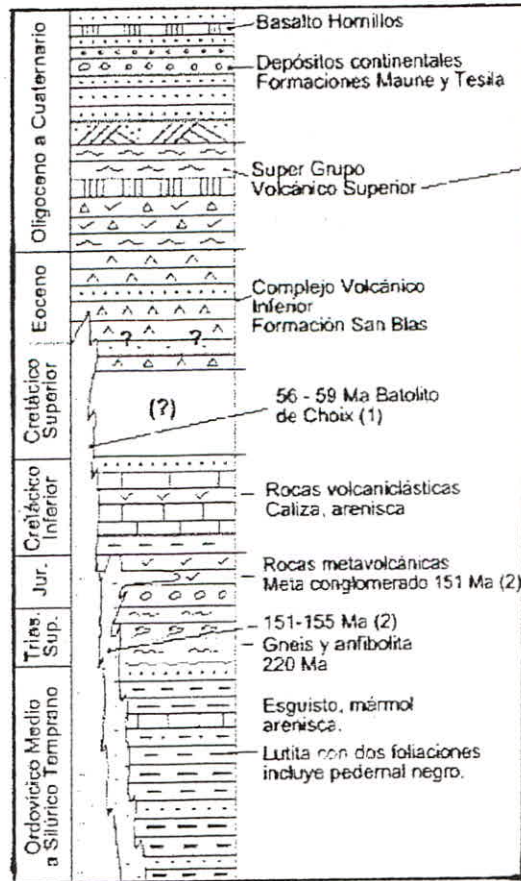 Oligoceno a Cuaternario
Eoceno
Cretácico
Superior
Cretácico
Inferior
Jur.
Trias.
Sup.
Ordovícico Medio
a Silúrico Temprano
?
?
(?)
Basalto Hornillos
Depósitos continentales
Formaciones Maune y Tesila
Super Grupo
Volcánico Superior
Complejo Volcánico
Inferior
Formación San Blas
56 - 59 Ma Batolito
de Choix (1)
Rocas volcaniclásticas
Caliza, arenisca
Rocas metavolcánicas
Meta conglomerado 151 Ma (2)
151-155 Ma (2)
Gneis y anfibolita
220 Ma
Esguisto, mármol
arenisca.
Lutita con dos foliaciones
incluye pedernal negro.